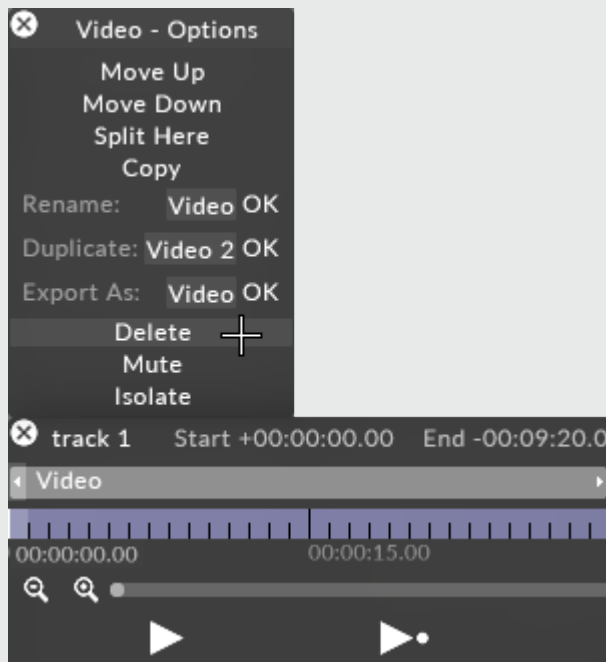 Video - Options
Move Up
Move Down
Split Here
Copy
Rename: Video OK
Duplicate: Video 2 OK
Export As: Video OK
Delete
Mute
Isolate
track 1 Start +00:00:00.00 End -00:09:20.0
Video
00:00:00.00 00:00:15.00